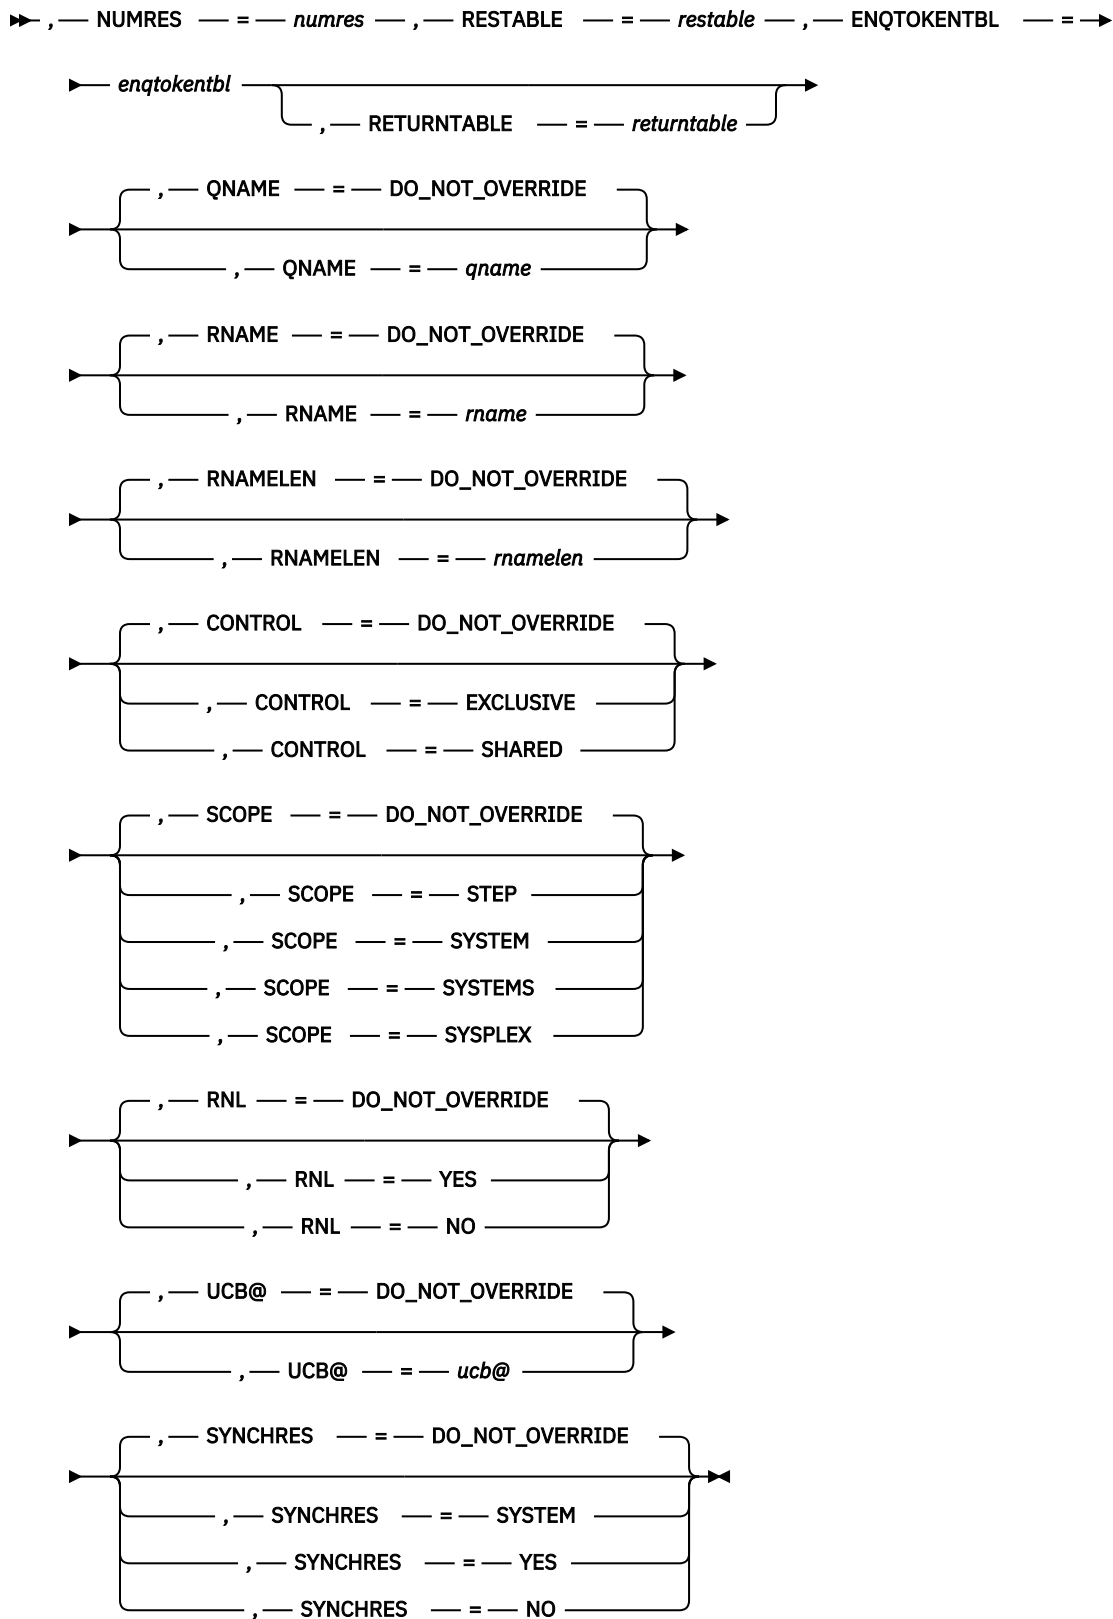 , NUMRES = numres , RESTABLE = restable , ENQTOKENTBL =
enqtokentbl
, RETURNTABLE = returntable
, QNAME = DO_NOT_OVERRIDE
, QNAME = qname
, RNAME = DO_NOT_OVERRIDE
, RNAME = rname
, RNAMELEN = DO_NOT_OVERRIDE
, RNAMELEN = rnamelen
, CONTROL = DO_NOT_OVERRIDE
, CONTROL = EXCLUSIVE
, CONTROL = SHARED
, SCOPE = DO_NOT_OVERRIDE
, SCOPE = STEP
, SCOPE = SYSTEM
, SCOPE = SYSTEMS
, SCOPE = SYSPLEX
, RNL = DO_NOT_OVERRIDE
, RNL = YES
, RNL = NO
, UCB@ = DO_NOT_OVERRIDE
, UCB@ = ucb@
, SYNCHRES = DO_NOT_OVERRIDE
, SYNCHRES = SYSTEM
, SYNCHRES = YES
, SYNCHRES = NO